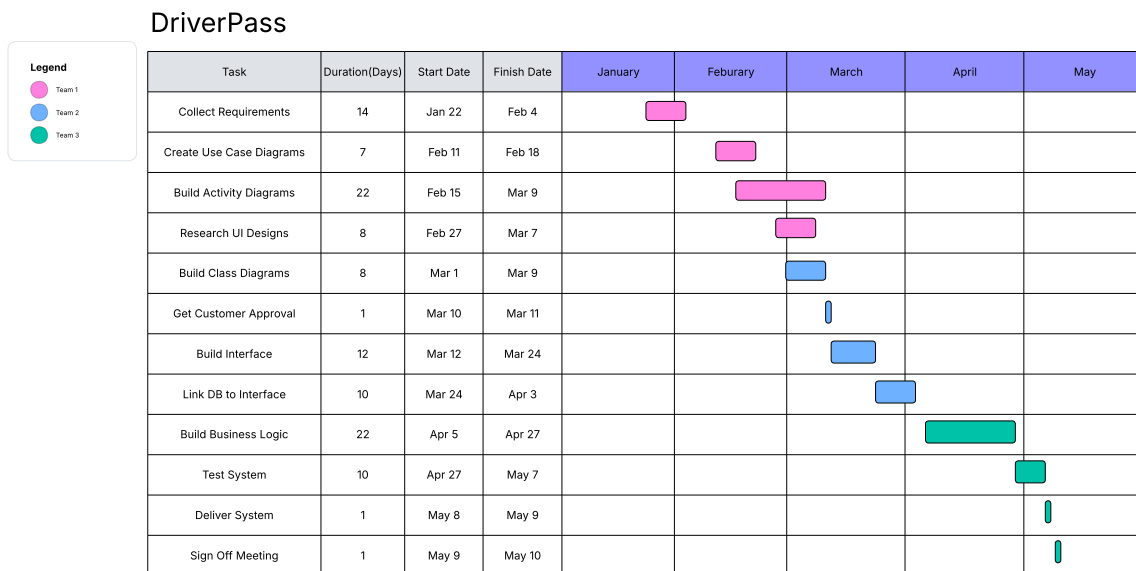 DriverPass
Legend
Team 1
Team 2
Team 3
Task Duration(Days) Start Date Finish Date January Feburary March April May
Collect Requirements 14 Jan 22 Feb 4
Create Use Case Diagrams 7 Feb 11 Feb 18
Build Activity Diagrams 22 Feb 15 Mar 9
Research UI Designs 8 Feb 27 Mar 7
Build Class Diagrams 8 Mar 1 Mar 9
Get Customer Approval 1 Mar 10 Mar 11
Build Interface 12 Mar 12 Mar 24
Link DB to Interface 10 Mar 24 Apr 3
Build Business Logic 22 Apr 5 Apr 27
Test System 10 Apr 27 May 7
Deliver System 1 May 8 May 9
Sign Off Meeting 1 May 9 May 10